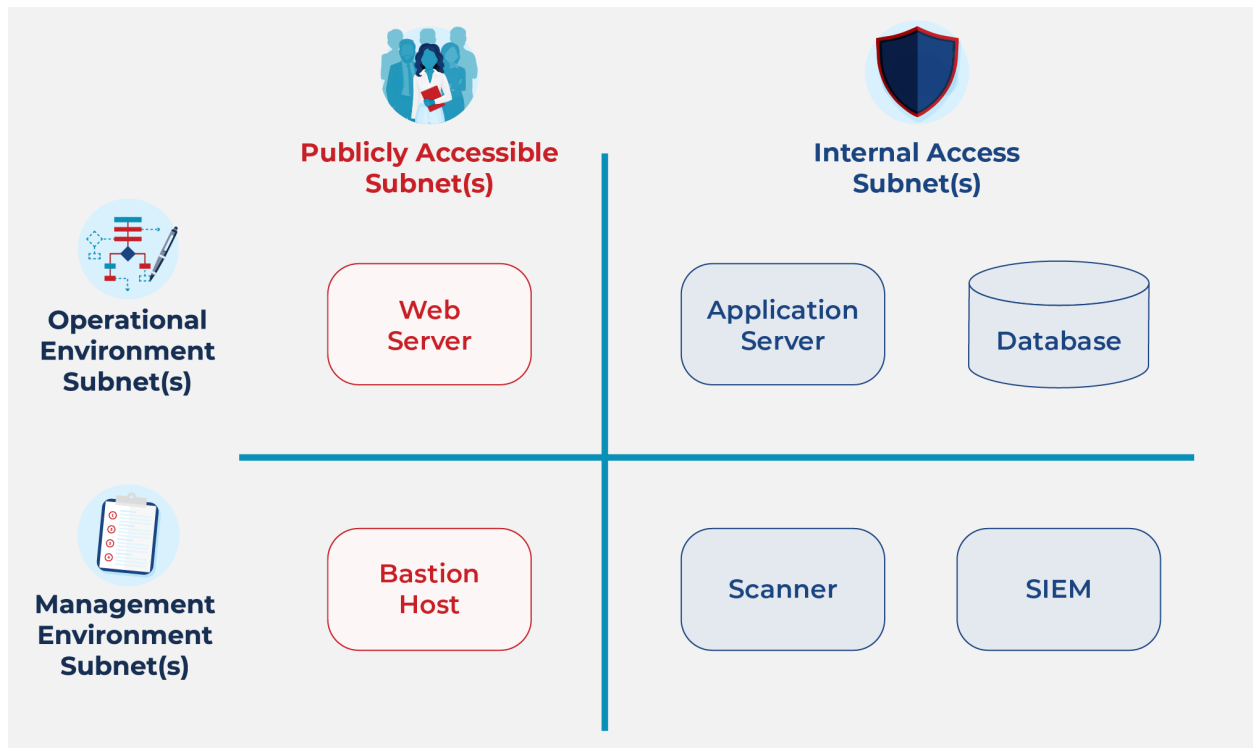 Publicly Accessible
Subnet(s)
Internal Access
Subnet(s)
Operational
Environment
Subnet(s)
Web
Server
Application
Server
Database
Management
Environment
Subnet(s)
Bastion
Host
Scanner
SIEM